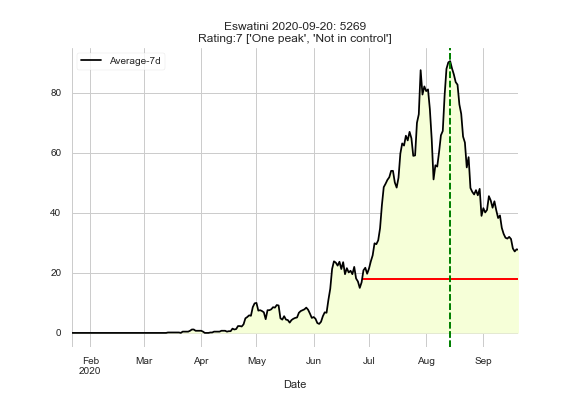 Eswatini 2020-09-20: 5269
Rating:7 ['One peak', 'Not in control']
Average-7d
80
60
40
20
0
Feb
2020
Mar
Apr
May
Jun
Jul
Aug
Sep
Date